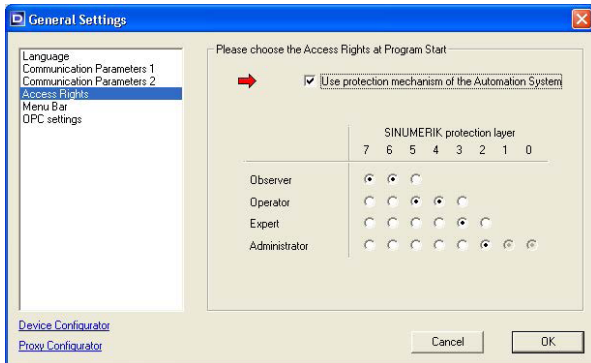 General Settings
Language
Communication Parameters 1
Communication Parameters 2
Access Rights
Menu Bar
OPC settings
Please choose the Access Rights at Program Start
Use protection mechanism of the Automation System
SINUMERIK protection layer
7 6 5 4 3 2 1 0
Observer
Operator
Expert
Administrator
Device Configurator
Proxy Configurator
Cancel
OK